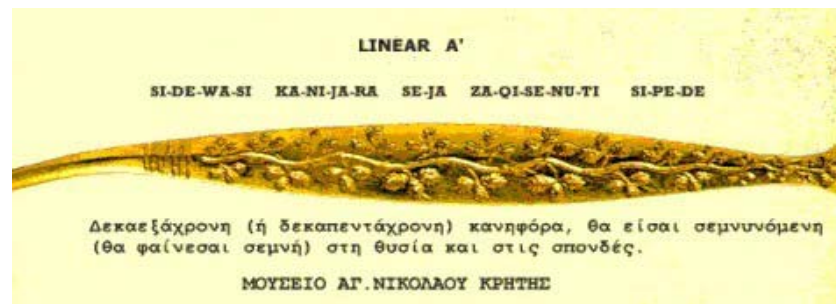 LINEAR A'
SI-DE-WA-SI KA-NI-JA-RA SE-JA ZA-QI-SE-NU-TI SI-PE-DE
Δεκαεξάχρονη (ή δεκαπεντάχρονη) κανηφόρα, θα είσαι σεμνυνόμενη
(θα φαίνεσαι σεμνή) στη θυσία και στις σπονδές.
ΜΟΥΣΕΙΟ ΑΓ.ΝΙΚΟΛΑΟΥ ΚΡΗΤΗΣ